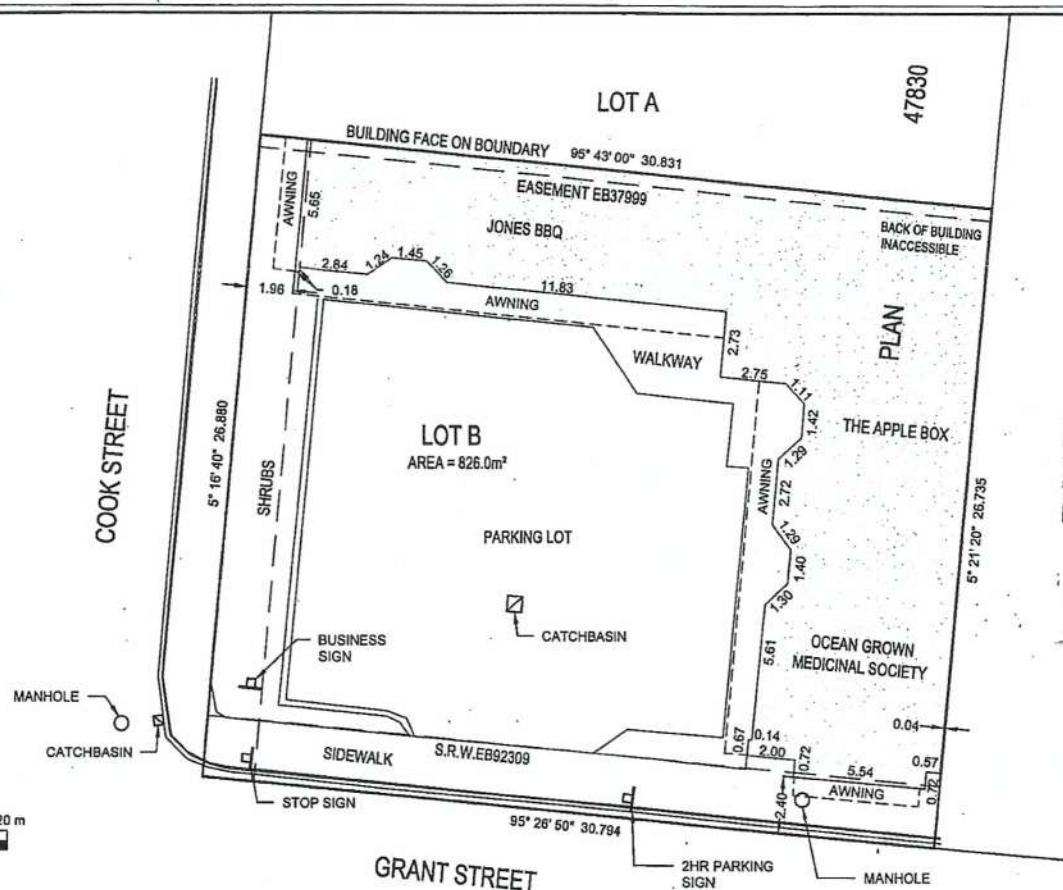 LOT A
47830
BUILDING FACE ON BOUNDARY 95° 43' 00" 30.831
EASEMENT EB37999
AWNING
5.65
JONES BBQ
BACK OF BUILDING
INACCESSIBLE
2.84
1.24
1.45
1.26
11.83
1.96
0.18
AWNING
2.73
PLAN
WALKWAY
2.75
1.11
1.42
THE APPLE BOX
1.29
COOK STREET
5° 16' 40" 26.880
SHRUBS
LOT B
AREA = 826.0m²
AWNING
2.72
5° 21' 20" 26.735
PARKING LOT
1.29
1.40
1.30
CATCHBASIN
BUSINESS
SIGN
5.61
OCEAN GROWN
MEDICINAL SOCIETY
MANHOLE
CATCHBASIN
0.04
SIDEWALK
S.R.W.EB92309
0.67
0.14
2.00
0.72
5.54
0.57
AWNING
0.72
2.40
STOP SIGN
20 m
95° 26' 50" 30.794
GRANT STREET
2HR PARKING
SIGN
MANHOLE